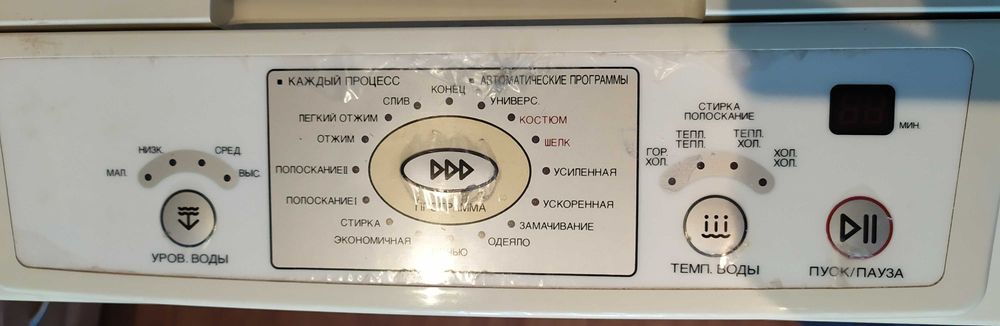 ▪ КАЖДЫЙ ПРОЦЕСС
▪ АВТОМАТИЧЕСКИЕ ПРОГРАММЫ
КОНЕЦ
СЛИВ
УНИВЕРС.
ЛЕГКИЙ ОТЖИМ
КОСТЮМ
ОТЖИМ
ШЕЛК
ПОЛОСКАНИЕ II
УСИЛЕННАЯ
ПОЛОСКАНИЕ I
УСКОРЕННАЯ
СТИРКА
ЗАМАЧИВАНИЕ
ЭКОНОМИЧНАЯ
ОДЕЯЛО
НИЗК.
СРЕД
МАЛ.
ВЫС.
УРОВ. ВОДЫ
СТИРКА
ПОЛОСКАНИЕ
ГОР.
ХОЛ.
ТЕПЛ.
ТЕПЛ.
ТЕПЛ.
ХОЛ.
ХОЛ.
ХОЛ.
ТЕМП. ВОДЫ
МИН.
ПУСК/ПАУЗА